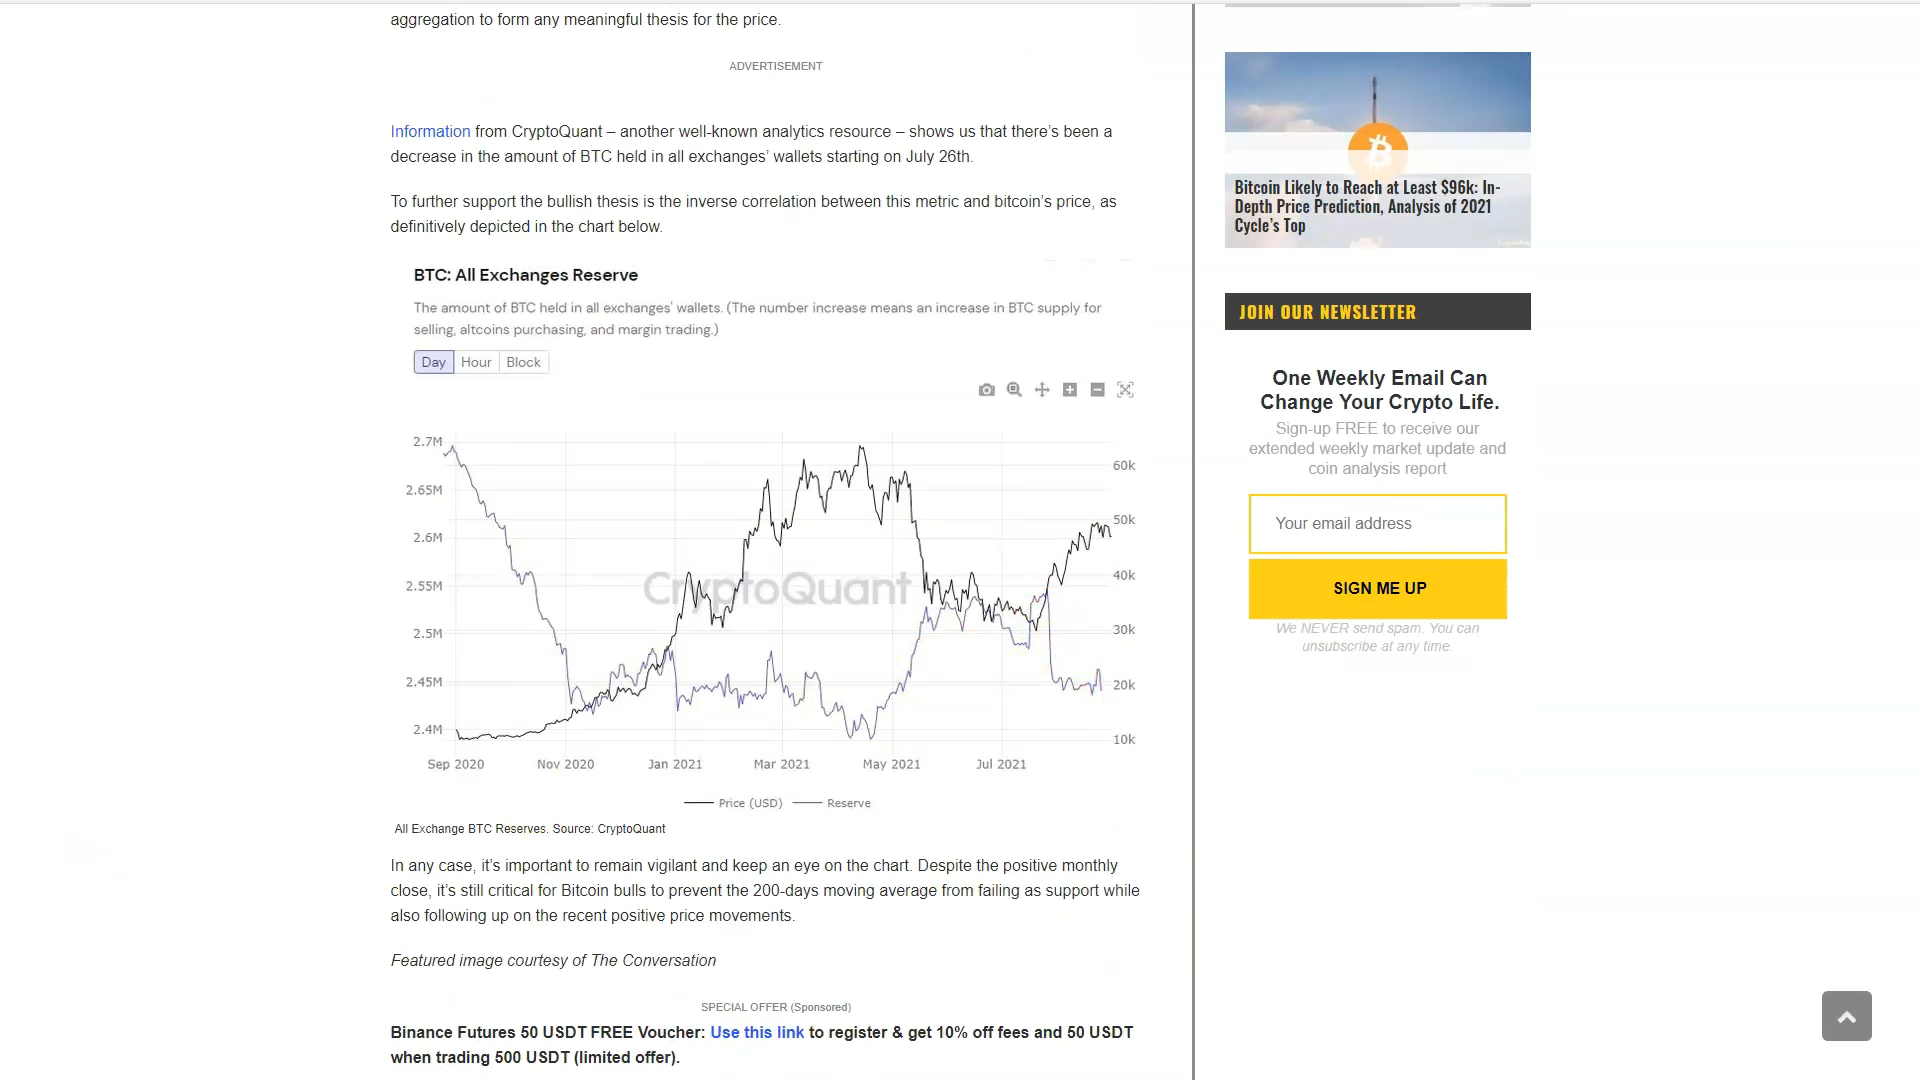 aggregation to form any meaningful thesis for the price.
ADVERTISEMENT
Information from CryptoQuant – another well-known analytics resource – shows us that there's been a
decrease in the amount of BTC held in all exchanges' wallets starting on July 26th.
To further support the bullish thesis is the inverse correlation between this metric and bitcoin's price, as
definitively depicted in the chart below.
BTC: All Exchanges Reserve
The amount of BTC held in all exchanges' wallets. (The number increase means an increase in BTC supply for
selling, altcoins purchasing, and margin trading.)
Day Hour Block
2.7M
2.65M
2.6M
2.55M
2.5M
2.45M
2.4M
60k
50k
40k
30k
20k
10k
CryptoQuant
Sep 2020 Nov 2020 Jan 2021 Mar 2021 May 2021 Jul 2021
Price (USD) Reserve
All Exchange BTC Reserves. Source: CryptoQuant
In any case, it's important to remain vigilant and keep an eye on the chart. Despite the positive monthly
close, it's still critical for Bitcoin bulls to prevent the 200-days moving average from failing as support while
also following up on the recent positive price movements.
Featured image courtesy of The Conversation
SPECIAL OFFER (Sponsored)
Binance Futures 50 USDT FREE Voucher: Use this link to register & get 10% off fees and 50 USDT
when trading 500 USDT (limited offer).
Bitcoin Likely to Reach at Least $96k: In-
Depth Price Prediction, Analysis of 2021
Cycle's Top
JOIN OUR NEWSLETTER
One Weekly Email Can
Change Your Crypto Life.
Sign-up FREE to receive our
extended weekly market update and
coin analysis report
Your email address
SIGN ME UP
We NEVER send spam. You can
unsubscribe at any time.